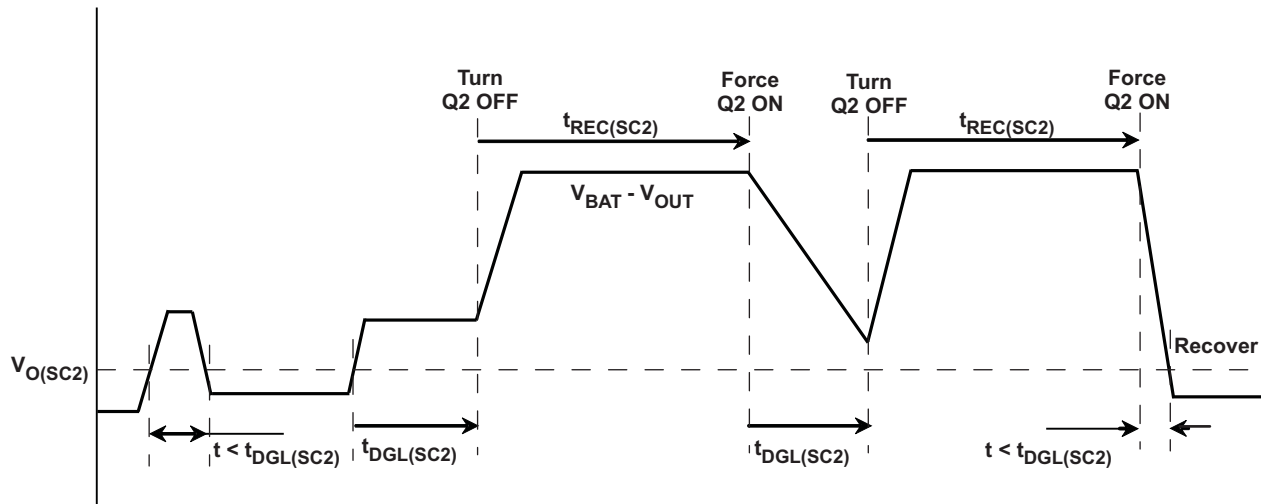 Turn
Q2 OFF
Force
Q2 ON
Turn
Q2 OFF
Force
Q2 ON
tREC(SC2)
tREC(SC2)
VBAT - VOUT
VO(SC2)
Recover
t < tDGL(SC2)
tDGL(SC2)
tDGL(SC2)
t < tDGL(SC2)